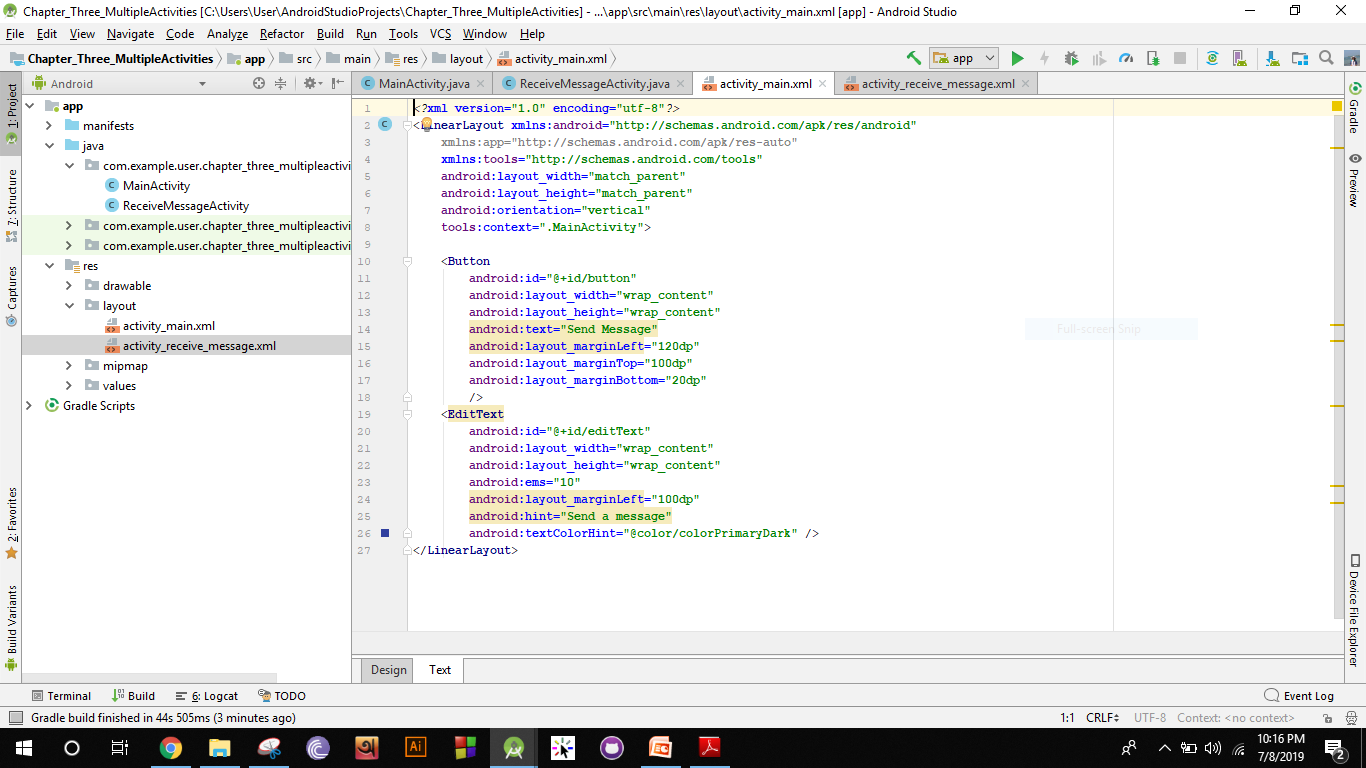 Chapter_Three_MultipleActivities [C:\Users\User\AndroidStudioProjects\Chapter_Three_MultipleActivities] - ...\app\src\main\res\layout\activity_main.xml [app] - Android Studio
File Edit View Navigate Code Analyze Refactor Build Run Tools VCS Window Help
Chapter_Three_MultipleActivities app src main res layout activity_main.xml app
Android
MainActivity.java ReceiveMessageActivity.java activity_main.xml activity_receive_message.xml
1: Project
7: Structure
Captures
2: Favorites
Build Variants
app
manifests
java
com.example.user.chapter_three_multipleactivi
MainActivity
ReceiveMessageActivity
com.example.user.chapter_three_multipleactivi
com.example.user.chapter_three_multipleactivi
res
drawable
layout
activity_main.xml
activity_receive_message.xml
mipmap
values
Gradle Scripts
1 <?xml version="1.0" encoding="utf-8"?>
2 <LinearLayout xmlns:android="http://schemas.android.com/apk/res/android"
3 xmlns:app="http://schemas.android.com/apk/res-auto"
4 xmlns:tools="http://schemas.android.com/tools"
5 android:layout_width="match_parent"
6 android:layout_height="match_parent"
7 android:orientation="vertical"
8 tools:context=".MainActivity">
9
10 <Button
11 android:id="@+id/button"
12 android:layout_width="wrap_content"
13 android:layout_height="wrap_content"
14 android:text="Send Message"
15 android:layout_marginLeft="120dp"
16 android:layout_marginTop="100dp"
17 android:layout_marginBottom="20dp"
18 />
19 <EditText
20 android:id="@+id/editText"
21 android:layout_width="wrap_content"
22 android:layout_height="wrap_content"
23 android:ems="10"
24 android:layout_marginLeft="100dp"
25 android:hint="Send a message"
26 android:textColorHint="@color/colorPrimaryDark" />
27 </LinearLayout>
Full-screen Snip
Gradle
Preview
Device File Explorer
Design Text
Terminal Build 6: Logcat TODO Event Log
Gradle build finished in 44s 505ms (3 minutes ago) 1:1 CRLF UTF-8 Context: <no context>
Ai
10:16 PM
7/8/2019
2